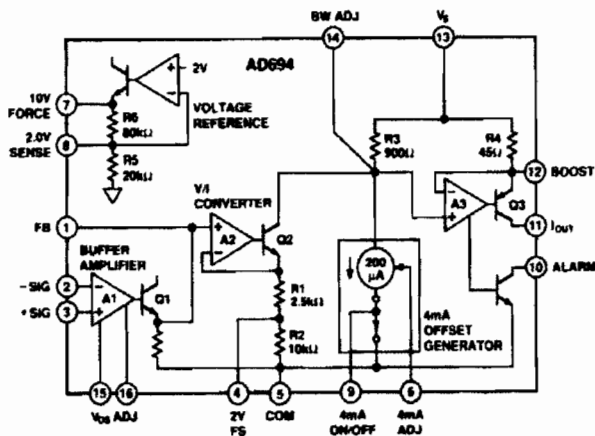 BW ADJ
Vs
14
13
AD694
+
2V
−
10V
FORCE
7
VOLTAGE
REFERENCE
R6
80kΩ
2.0V
SENSE
8
R5
20kΩ
R3
900Ω
R4
45Ω
12
BOOST
V/I
CONVERTER
−
A3
+
Q3
11
IOUT
FB
1
+
A2
−
Q2
BUFFER
AMPLIFIER
200
µA
10
ALARM
−SIG
2
−
A1
Q1
R1
2.5kΩ
+SIG
3
+
4mA
OFFSET
GENERATOR
R2
10kΩ
15
16
4
5
9
6
VOS ADJ
2V
FS
COM
4mA
ON/OFF
4mA
ADJ